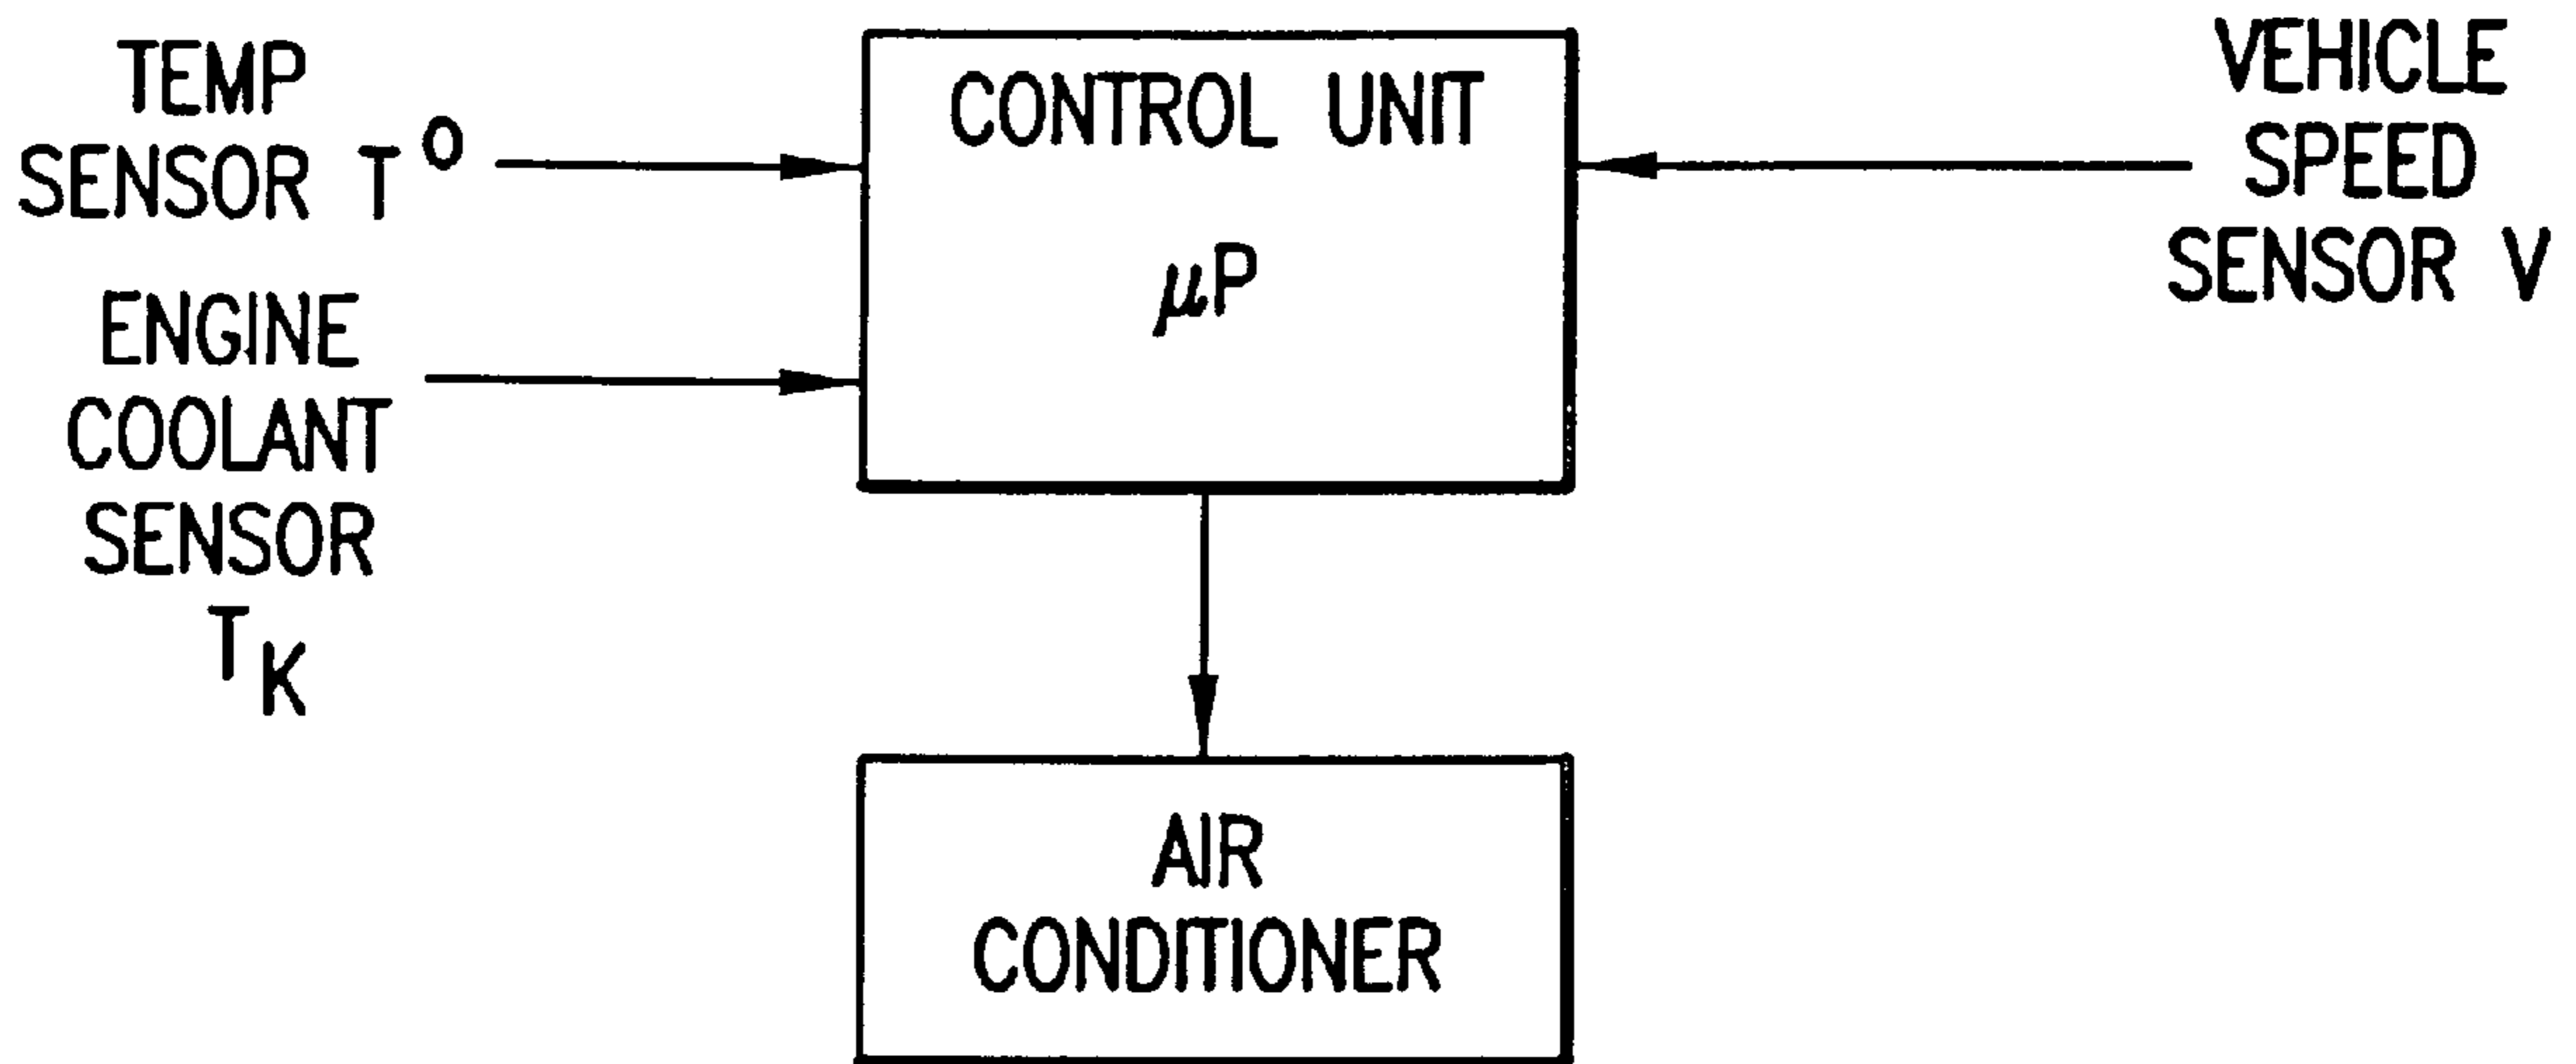 TEMP
SENSOR T°
ENGINE
COOLANT
SENSOR
T_K
CONTROL UNIT
μP
VEHICLE
SPEED
SENSOR V
AIR
CONDITIONER